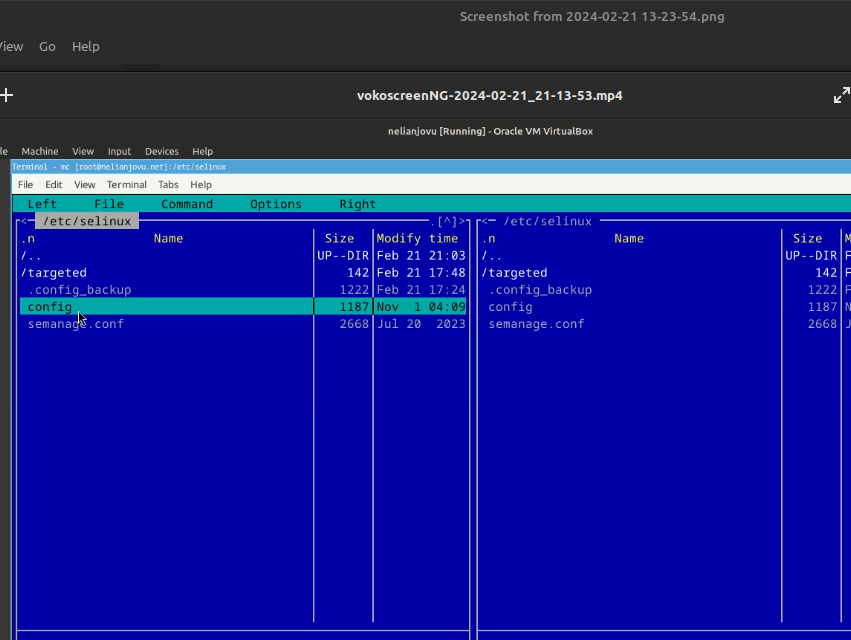 Screenshot from 2024-02-21 13-23-54.png
View Go Help
+ vokoscreenNG-2024-02-21_21-13-53.mp4
nelianjovu [Running] - Oracle VM VirtualBox
le Machine View Input Devices Help
Terminal - mc [root@nelianjovu.net]:/etc/selinux
File Edit View Terminal Tabs Help
Left File Command Options Right
<─ /etc/selinux .[^]> <─ /etc/selinux
.n Name Size Modify time .n Name Size M
/.. UP--DIR Feb 21 21:03 /.. UP--DIR F
/targeted 142 Feb 21 17:48 /targeted 142 F
.config_backup 1222 Feb 21 17:24 .config_backup 1222 F
config 1187 Nov 1 04:09 config 1187 N
semanage.conf 2668 Jul 20 2023 semanage.conf 2668 J